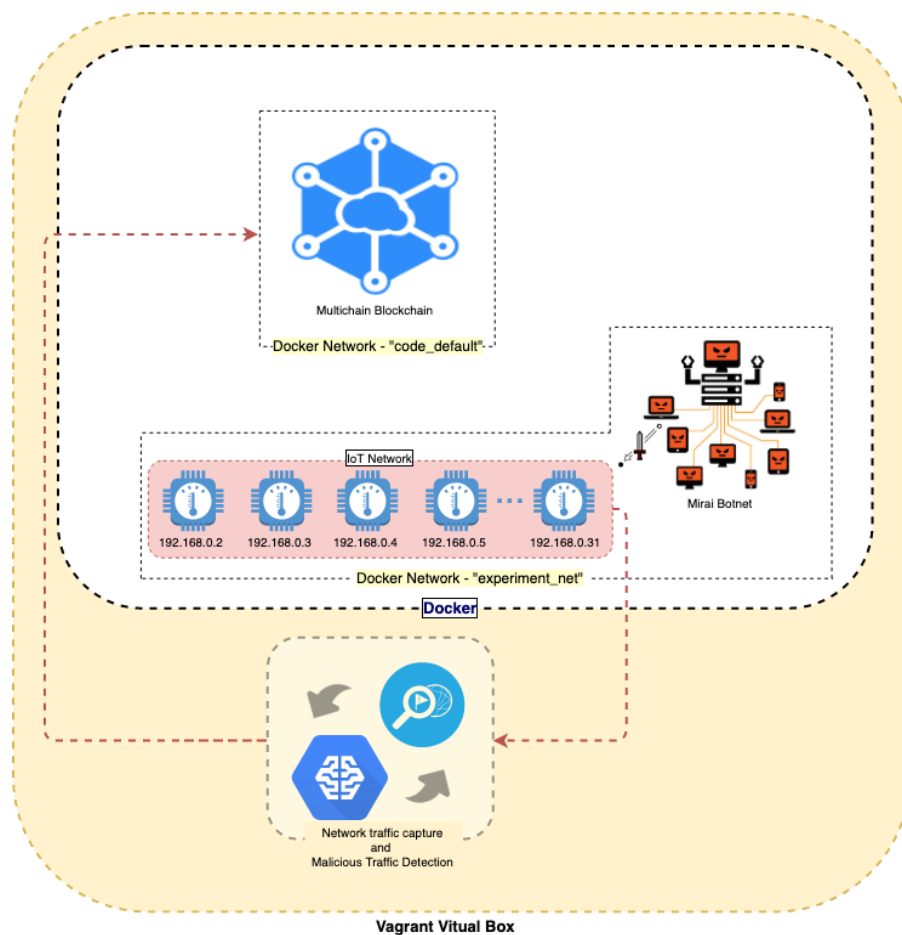 Multichain Blockchain
Docker Network - "code_default"
Mirai Botnet
IoT Network
192.168.0.2
192.168.0.3
192.168.0.4
192.168.0.5
192.168.0.31
Docker Network - "experiment_net"
Docker
Network traffic capture
and
Malicious Traffic Detection
Vagrant Vitual Box